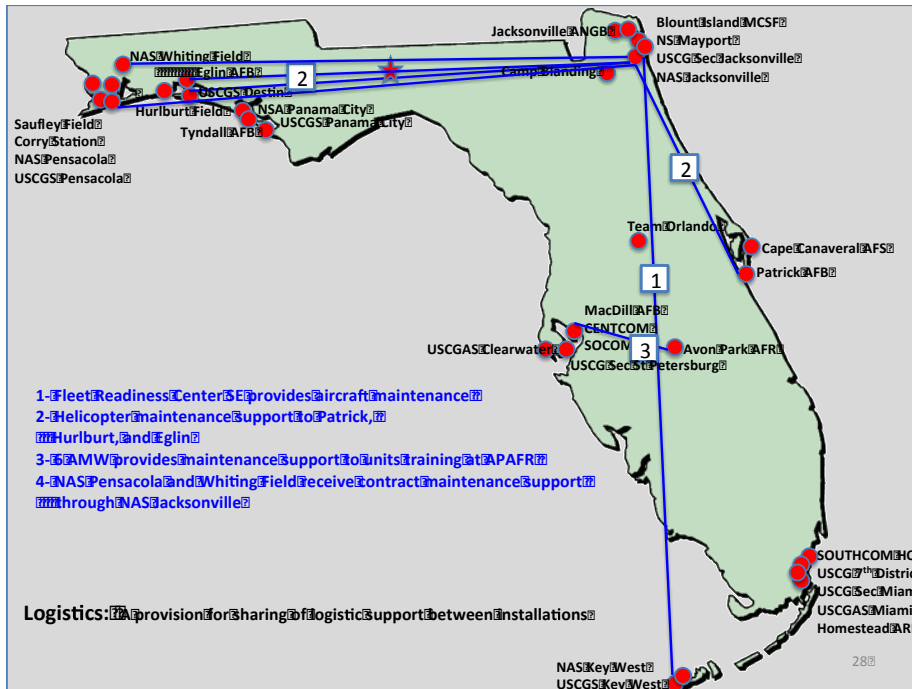 Jacksonville ANGB
Blount Island MCSF
NS Mayport
USCG Sec Jacksonville
NAS Jacksonville
Camp Blanding
NAS Whiting Field
Eglin AFB
2
USCGS Destin
Hurlburt Field
NSA Panama City
USCGS Panama City
Tyndall AFB
Saufley Field
Corry Station
NAS Pensacola
USCGS Pensacola
2
Team Orlando
Cape Canaveral AFS
Patrick AFB
1
MacDill AFB
CENTCOM
SOCOM
3
Avon Park AFR
USCGAS Clearwater
USCG Sec St Petersburg
1- Fleet Readiness Center SE provides aircraft maintenance
2- Helicopter maintenance support to Patrick,
Hurlburt, and Eglin
3- 6 AMW provides maintenance support to units training at APAFR
4- NAS Pensacola and Whiting Field receive contract maintenance support
through NAS Jacksonville
SOUTHCOM HC
USCG 7th District
USCG Sec Miam
USCGAS Miami
Homestead AR
Logistics: A provision for sharing of logistic support between installations
NAS Key West
USCGS Key West
28